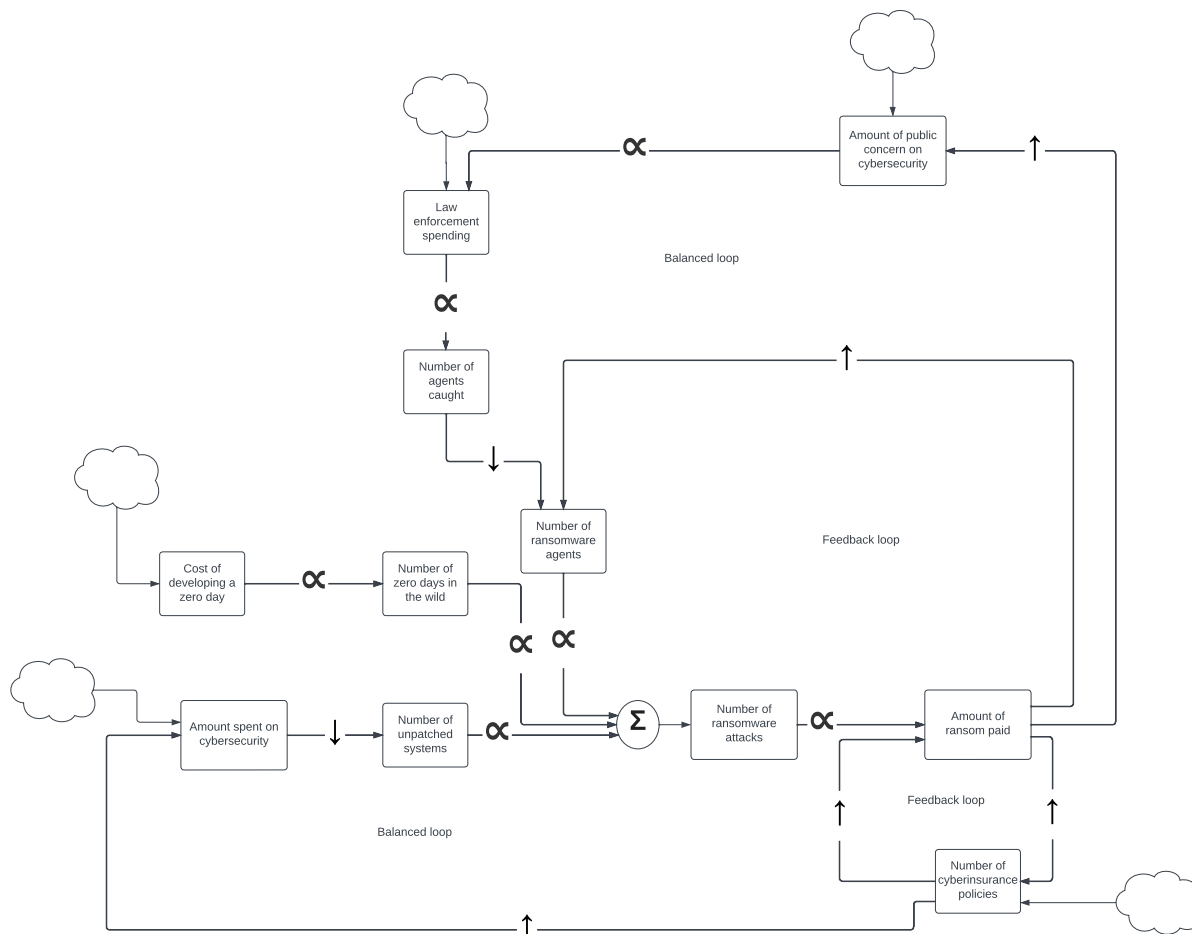 Amount of public
concern on
cybersecurity
∝
↑
Law
enforcement
spending
Balanced loop
∝
↑
Number of
agents
caught
↓
Number of
ransomware
agents
Feedback loop
Cost of
developing a
zero day
∝
Number of
zero days in
the wild
∝
∝
Amount spent on
cybersecurity
↓
Number of
unpatched
systems
∝
Σ
Number of
ransomware
attacks
∝
Amount of
ransom paid
Feedback loop
↑
↑
Balanced loop
Number of
cyberinsurance
policies
↑